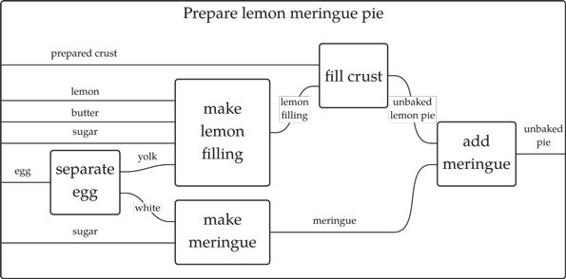 Prepare lemon meringue pie
prepared crust
fill crust
lemon
butter
sugar
make
lemon
filling
lemon
filling
unbaked
lemon pie
add
meringue
unbaked
pie
egg
separate
egg
yolk
white
sugar
make
meringue
meringue